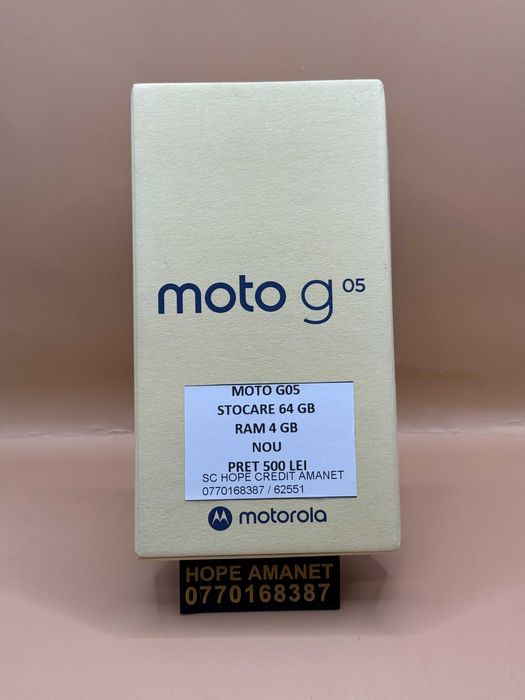 moto g 05
MOTO G05
STOCARE 64 GB
RAM 4 GB
NOU
PRET 500 LEI
SC HOPE CREDIT AMANET
0770168387 / 62551
motorola
HOPE AMANET
0770168387